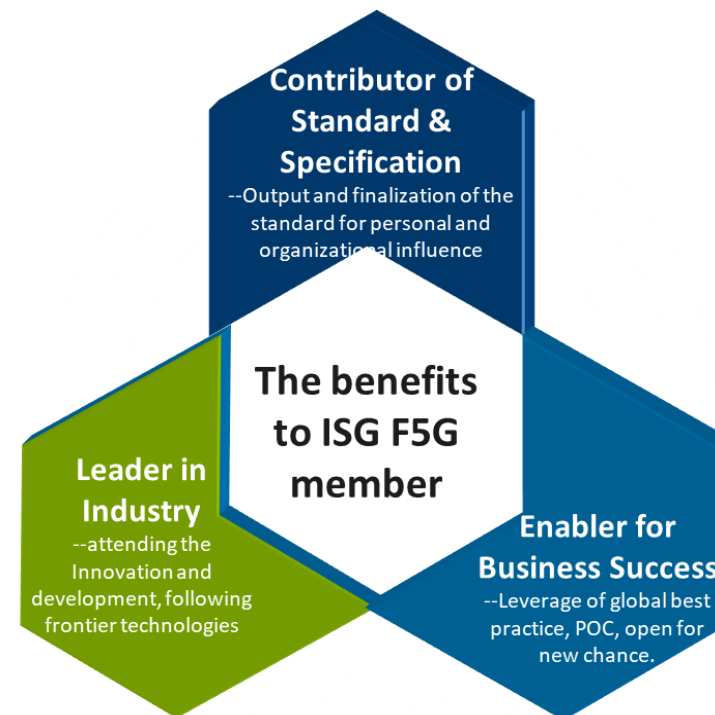 Contributor of
Standard &
Specification
--Output and finalization of the
standard for personal and
organizational influence
The benefits
to ISG F5G
member
Leader in
Industry
--attending the
Innovation and
development, following
frontier technologies
Enabler for
Business Success
--Leverage of global best
practice, POC, open for
new chance.